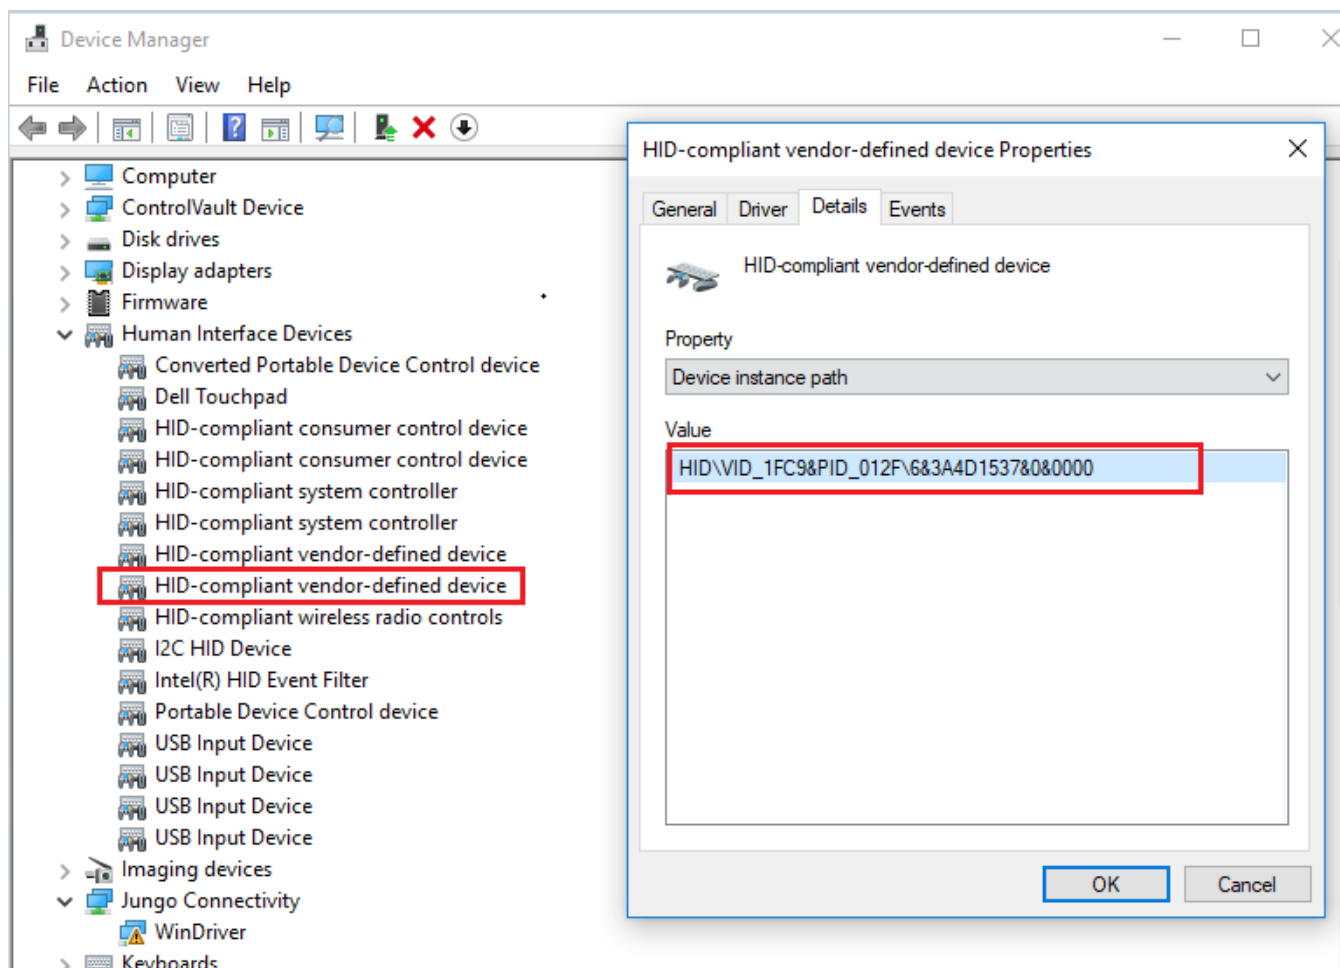 Device Manager
File Action View Help
Computer
ControlVault Device
Disk drives
Display adapters
Firmware
Human Interface Devices
Converted Portable Device Control device
Dell Touchpad
HID-compliant consumer control device
HID-compliant consumer control device
HID-compliant system controller
HID-compliant system controller
HID-compliant vendor-defined device
HID-compliant vendor-defined device
HID-compliant wireless radio controls
I2C HID Device
Intel(R) HID Event Filter
Portable Device Control device
USB Input Device
USB Input Device
USB Input Device
USB Input Device
Imaging devices
Jungo Connectivity
WinDriver
Keyboards
HID-compliant vendor-defined device Properties
General Driver Details Events
HID-compliant vendor-defined device
Property
Device instance path
Value
HID\VID_1FC9&PID_012F\6&3A4D1537&0&0000
OK Cancel